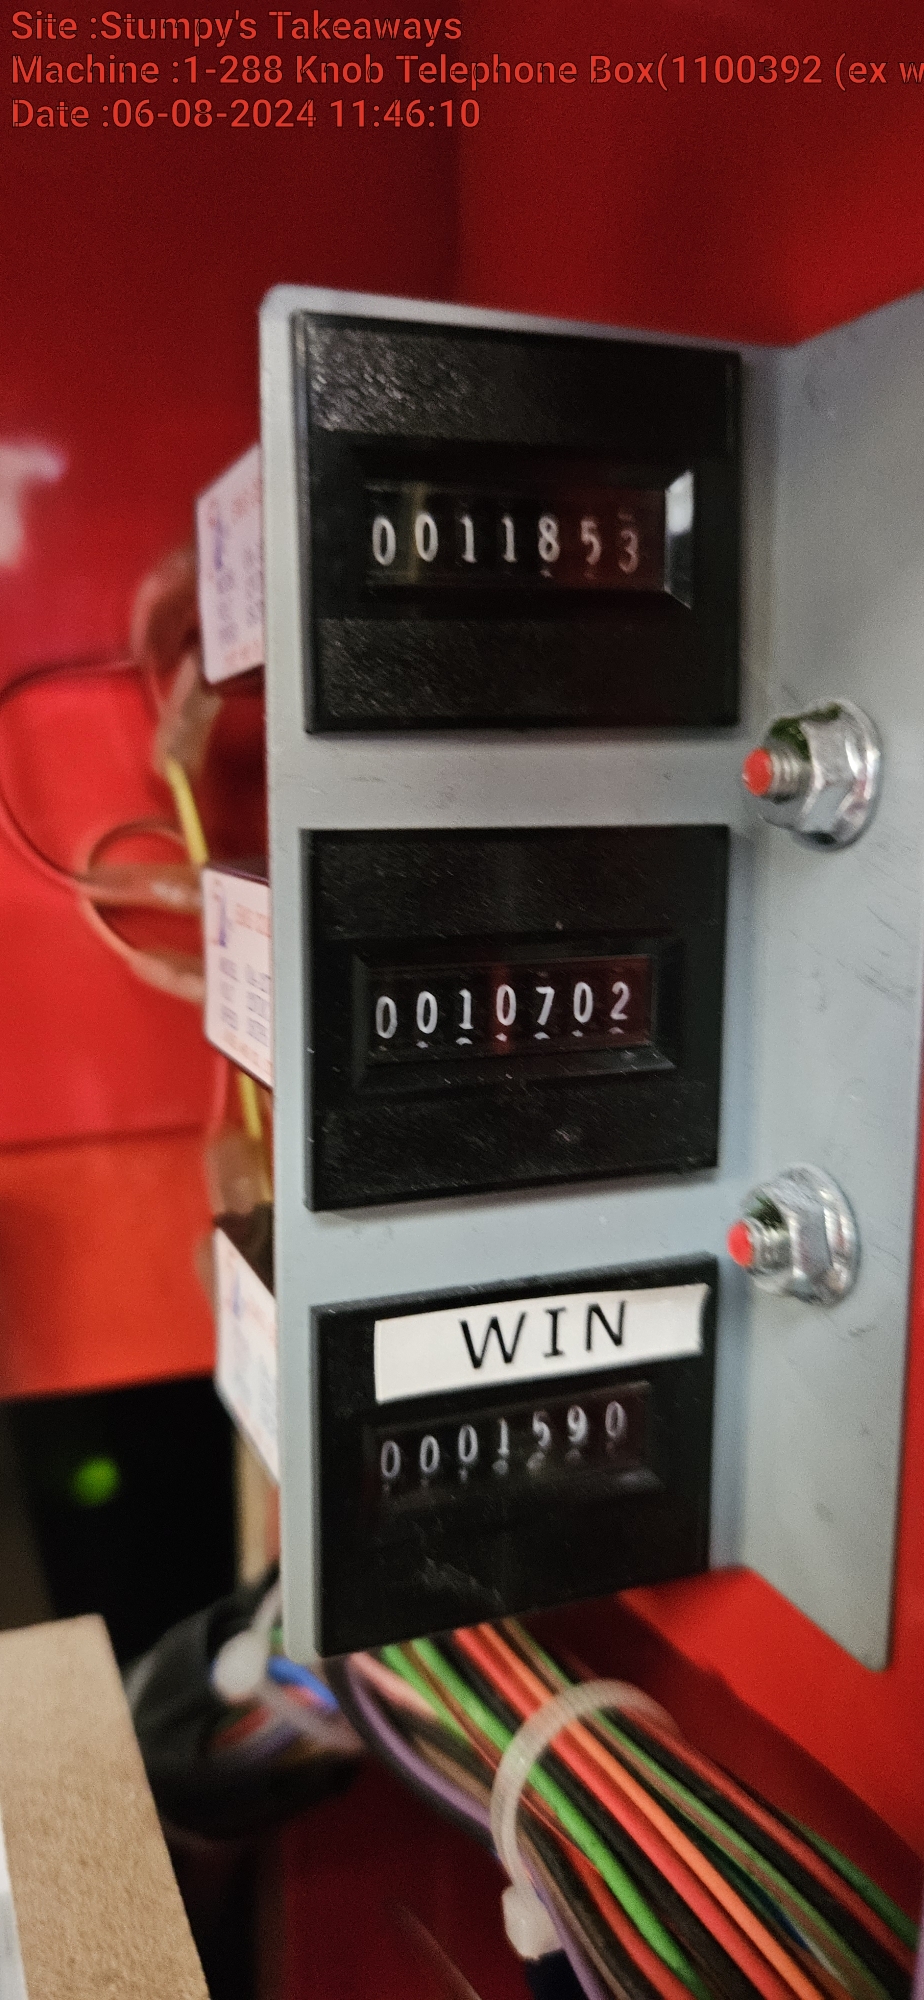 Site :Stumpy's Takeaways
Machine :1-288 Knob Telephone Box(1100392 (ex w
Date :06-08-2024 11:46:10
0011853
0010702
WIN
0001590